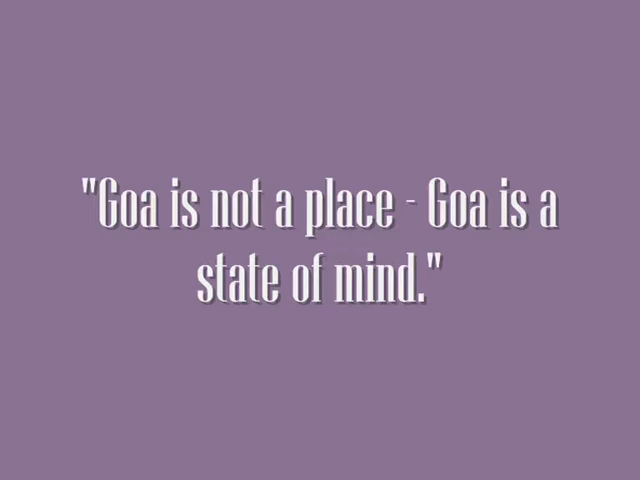 "Goa is not a place - Goa is a
state of mind."